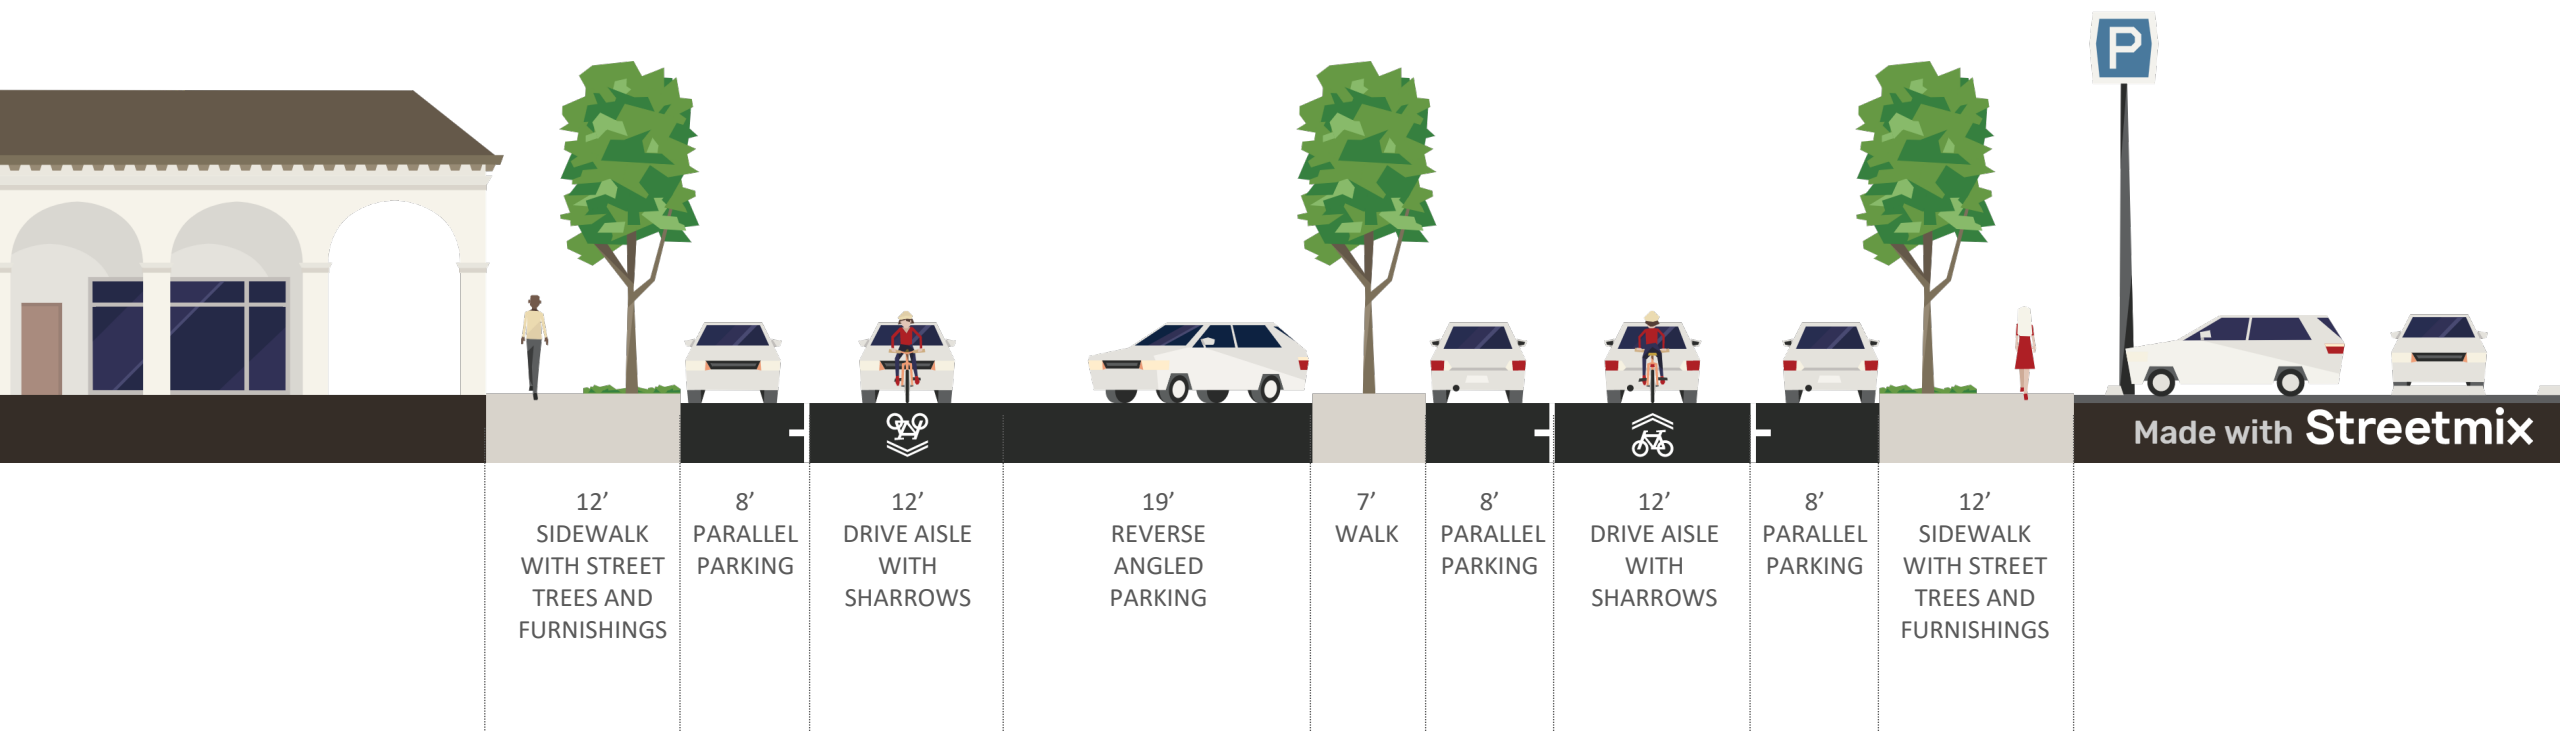 P
Made with Streetmix
12’
SIDEWALK
WITH STREET
TREES AND
FURNISHINGS
8’
PARALLEL
PARKING
12’
DRIVE AISLE
WITH
SHARROWS
19’
REVERSE
ANGLED
PARKING
7’
WALK
8’
PARALLEL
PARKING
12’
DRIVE AISLE
WITH
SHARROWS
8’
PARALLEL
PARKING
12’
SIDEWALK
WITH STREET
TREES AND
FURNISHINGS